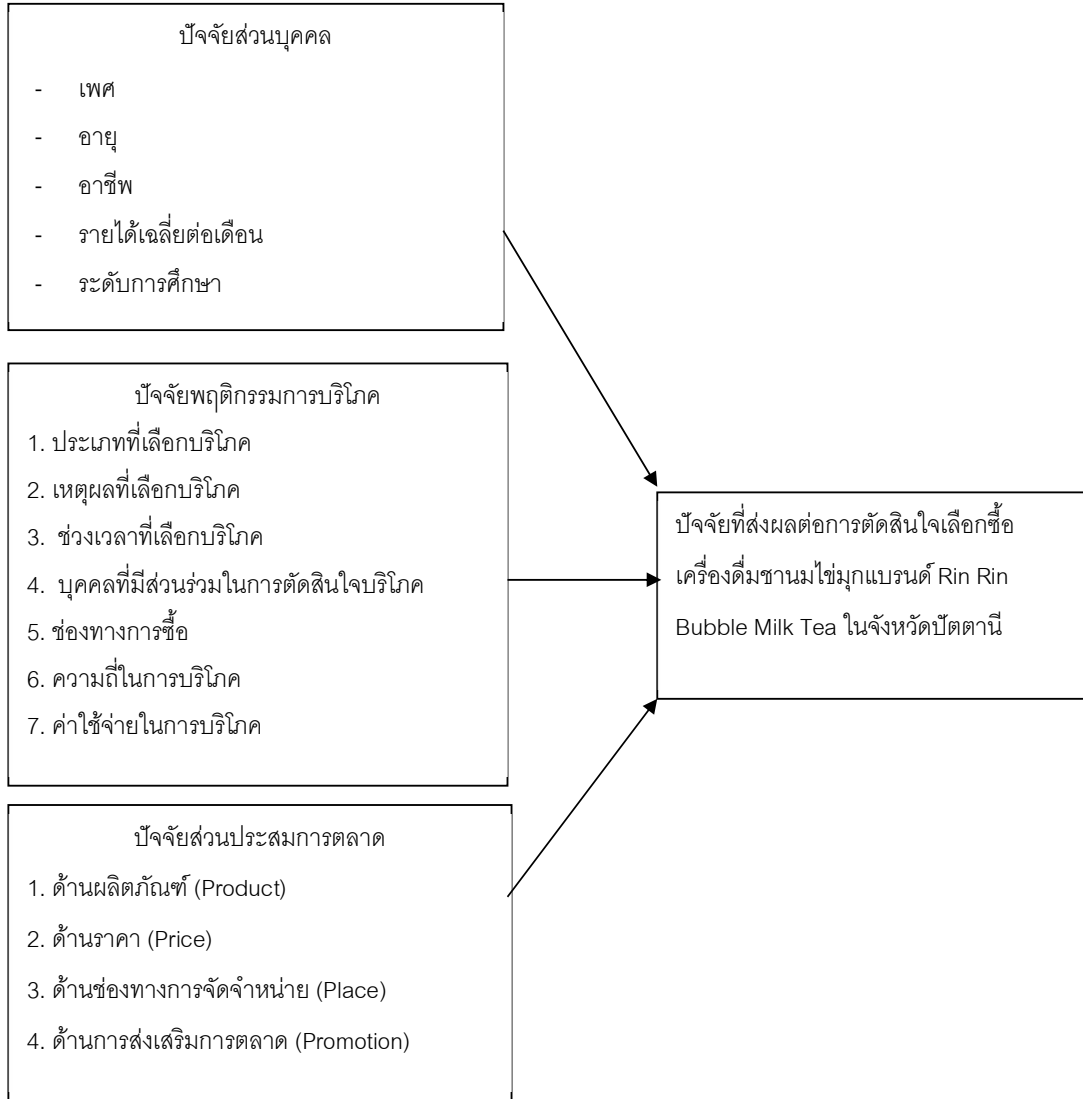 ปัจจัยส่วนบุคคล
- เพศ
- อายุ
- อาชีพ
- รายได้เฉลี่ยต่อเดือน
- ระดับการศึกษา
ปัจจัยพฤติกรรมการบริโภค
1. ประเภทที่เลือกบริโภค
2. เหตุผลที่เลือกบริโภค
3. ช่วงเวลาที่เลือกบริโภค
4. บุคคลที่มีส่วนร่วมในการตัดสินใจบริโภค
5. ช่องทางการซื้อ
6. ความถี่ในการบริโภค
7. ค่าใช้จ่ายในการบริโภค
ปัจจัยส่วนประสมการตลาด
1. ด้านผลิตภัณฑ์ (Product)
2. ด้านราคา (Price)
3. ด้านช่องทางการจัดจำหน่าย (Place)
4. ด้านการส่งเสริมการตลาด (Promotion)
ปัจจัยที่ส่งผลต่อการตัดสินใจเลือกซื้อ
เครื่องดื่มชานมไข่มุกแบรนด์ Rin Rin
Bubble Milk Tea ในจังหวัดปัตตานี